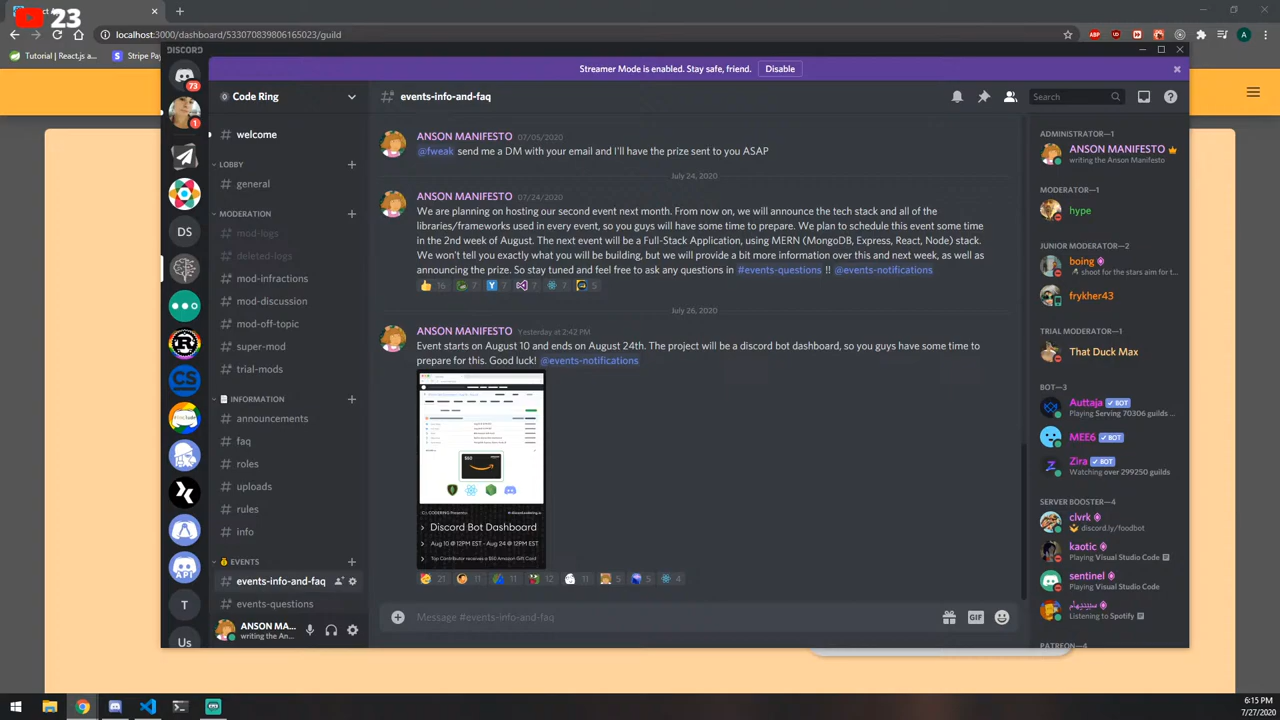 23
localhost:3000/dashboard/533070839806165023/guild
Tutorial | React.js a...
Stripe Pay
DISCORD
Streamer Mode is enabled. Stay safe, friend.
Disable
73
1
DS
CS
API
T
Us
Code Ring
welcome
LOBBY
general
MODERATION
mod-logs
deleted-logs
mod-infractions
mod-discussion
mod-off-topic
super-mod
trial-mods
INFORMATION
announcements
faq
roles
uploads
rules
info
EVENTS
events-info-and-faq
events-questions
ANSON MA...
writing the An...
# events-info-and-faq
Search
ANSON MANIFESTO 07/05/2020
@fweak send me a DM with your email and I'll have the prize sent to you ASAP
July 24, 2020
ANSON MANIFESTO 07/24/2020
We are planning on hosting our second event next month. From now on, we will announce the tech stack and all of the
libraries/frameworks used in every event, so you guys will have some time to prepare. We plan to schedule this event some time
in the 2nd week of August. The next event will be a Full-Stack Application, using MERN (MongoDB, Express, React, Node) stack.
We won't tell you exactly what you will be building, but we will provide a bit more information over this and next week, as well as
announcing the prize. So stay tuned and feel free to ask any questions in #events-questions !! @events-notifications
16 7 7 7 7 5
July 26, 2020
ANSON MANIFESTO Yesterday at 2:42 PM
Event starts on August 10 and ends on August 24th. The project will be a discord bot dashboard, so you guys have some time to
prepare for this. Good luck! @events-notifications
$50
Discord Bot Dashboard
Aug 10 @ 12PM EST - Aug 24 @ 12PM EST
Top Contributor receives a $50 Amazon Gift Card
21 11 11 12 11 5 5 4
Message #events-info-and-faq
GIF
ADMINISTRATOR—1
ANSON MANIFESTO
writing the Anson Manifesto
MODERATOR—1
hype
JUNIOR MODERATOR—2
boing
shoot for the stars aim for t...
frykher43
TRIAL MODERATOR—1
That Duck Max
BOT—3
Auttaja BOT
Playing Serving 70306 guilds ...
MEE6 BOT
Zira BOT
Watching over 299250 guilds
SERVER BOOSTER—4
clvrk
discord.ly/foodbot
kaotic
Playing Visual Studio Code
sentinel
Playing Visual Studio Code
Listening to Spotify
PATREON—4
6:15 PM
7/27/2020